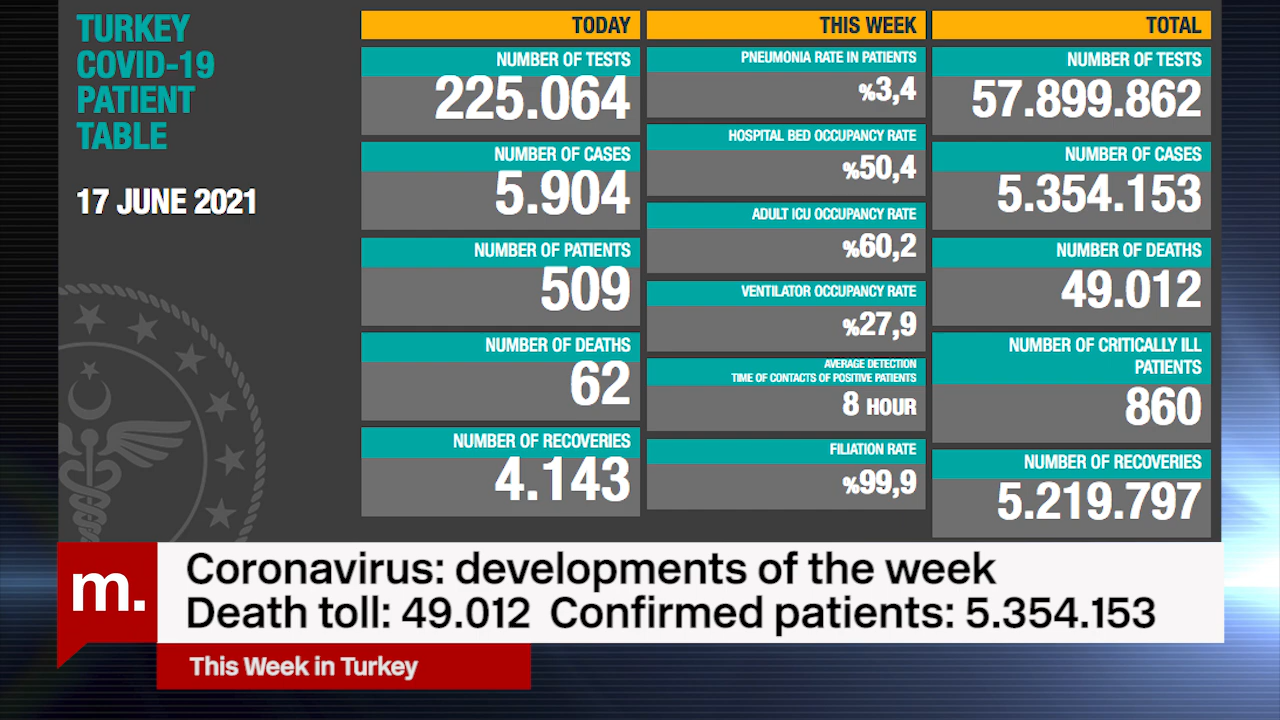 TURKEY
COVID-19
PATIENT
TABLE
17 JUNE 2021
TODAY
NUMBER OF TESTS
225.064
NUMBER OF CASES
5.904
NUMBER OF PATIENTS
509
NUMBER OF DEATHS
62
NUMBER OF RECOVERIES
4.143
THIS WEEK
PNEUMONIA RATE IN PATIENTS
%3,4
HOSPITAL BED OCCUPANCY RATE
%50,4
ADULT ICU OCCUPANCY RATE
%60,2
VENTILATOR OCCUPANCY RATE
%27,9
AVERAGE DETECTION
TIME OF CONTACTS OF POSITIVE PATIENTS
8 HOUR
FILIATION RATE
%99,9
TOTAL
NUMBER OF TESTS
57.899.862
NUMBER OF CASES
5.354.153
NUMBER OF DEATHS
49.012
NUMBER OF CRITICALLY ILL
PATIENTS
860
NUMBER OF RECOVERIES
5.219.797
m.
Coronavirus: developments of the week
Death toll: 49.012 Confirmed patients: 5.354.153
This Week in Turkey